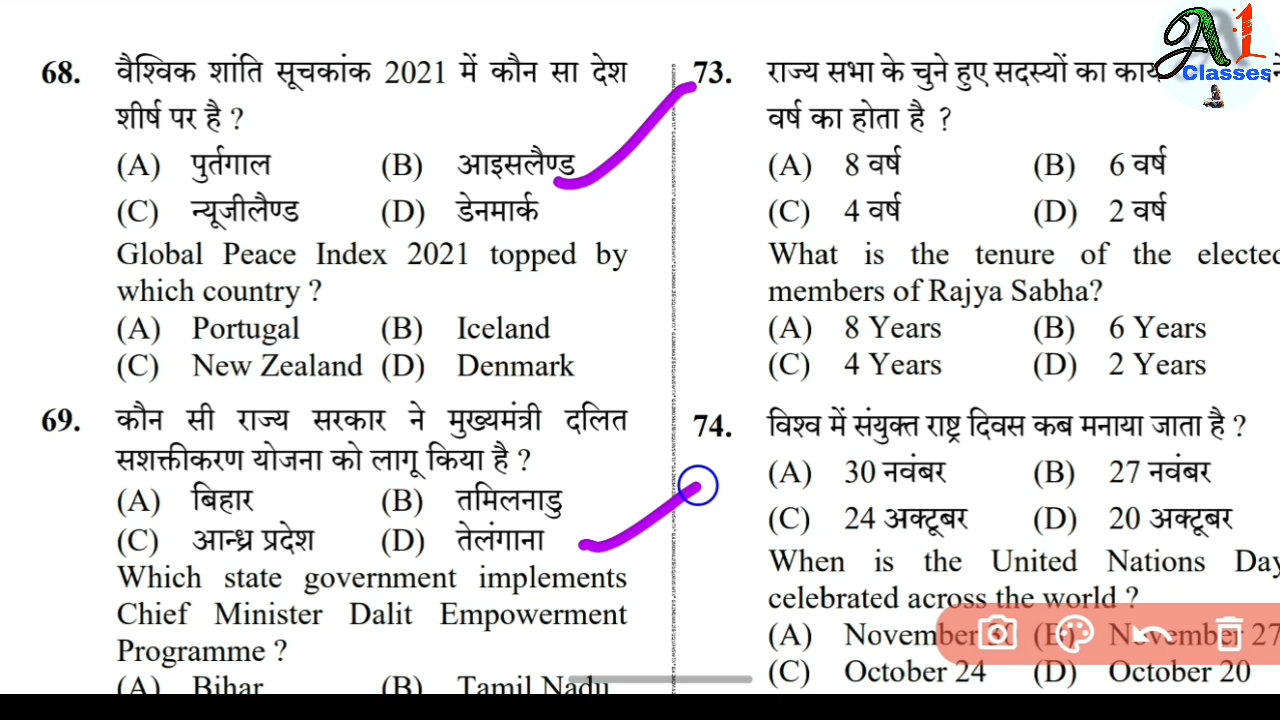 68. वैश्विक शांति सूचकांक 2021 में कौन सा देश
शीर्ष पर है ?
(A) पुर्तगाल (B) आइसलैण्ड
(C) न्यूजीलैण्ड (D) डेनमार्क
Global Peace Index 2021 topped by
which country ?
(A) Portugal (B) Iceland
(C) New Zealand (D) Denmark
69. कौन सी राज्य सरकार ने मुख्यमंत्री दलित
सशक्तीकरण योजना को लागू किया है ?
(A) बिहार (B) तमिलनाडु
(C) आन्ध्र प्रदेश (D) तेलंगाना
Which state government implements
Chief Minister Dalit Empowerment
Programme ?
(A) Bihar (B) Tamil Nadu
73. राज्य सभा के चुने हुए सदस्यों का
वर्ष का होता है ?
(A) 8 वर्ष (B) 6 वर्ष
(C) 4 वर्ष (D) 2 वर्ष
What is the tenure of the elected
members of Rajya Sabha?
(A) 8 Years (B) 6 Years
(C) 4 Years (D) 2 Years
74. विश्व में संयुक्त राष्ट्र दिवस कब मनाया जाता है ?
(A) 30 नवंबर (B) 27 नवंबर
(C) 24 अक्टूबर (D) 20 अक्टूबर
When is the United Nations Day
celebrated across the world ?
(A) November 30 (B) November 27
(C) October 24 (D) October 20
A1
Classes